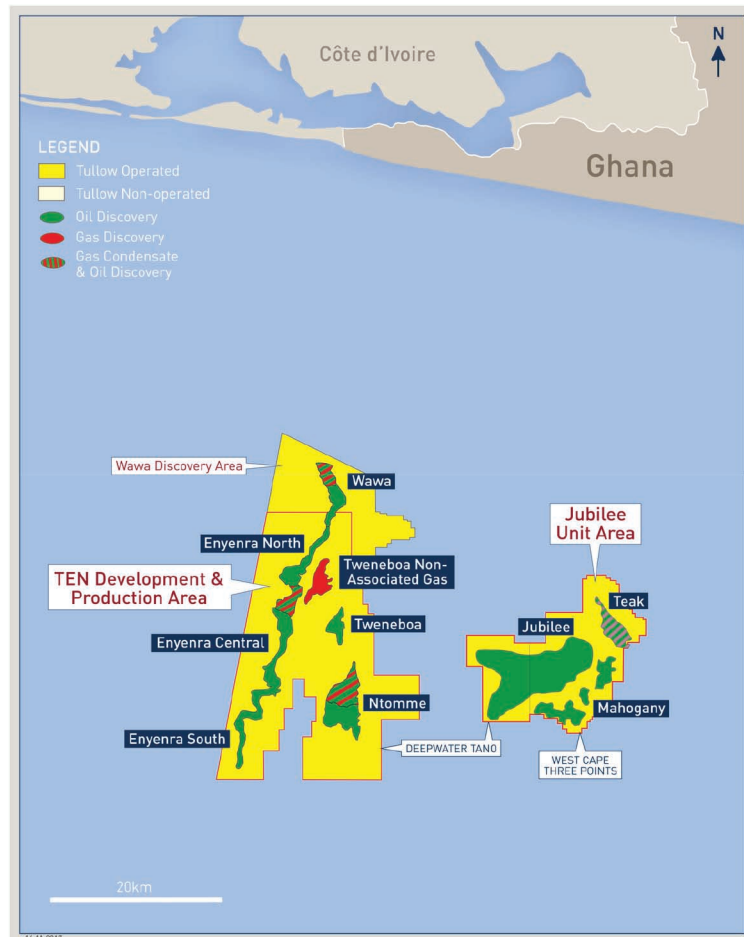 Côte d'Ivoire
N
Ghana
LEGEND
Tullow Operated
Tullow Non-operated
Oil Discovery
Gas Discovery
Gas Condensate
& Oil Discovery
Wawa Discovery Area
Wawa
Enyenra North
Jubilee
Unit Area
Tweneboa Non-
Associated Gas
TEN Development &
Production Area
Teak
Tweneboa
Jubilee
Enyenra Central
Ntomme
Mahogany
Enyenra South
DEEPWATER TANO
WEST CAPE
THREE POINTS
20km